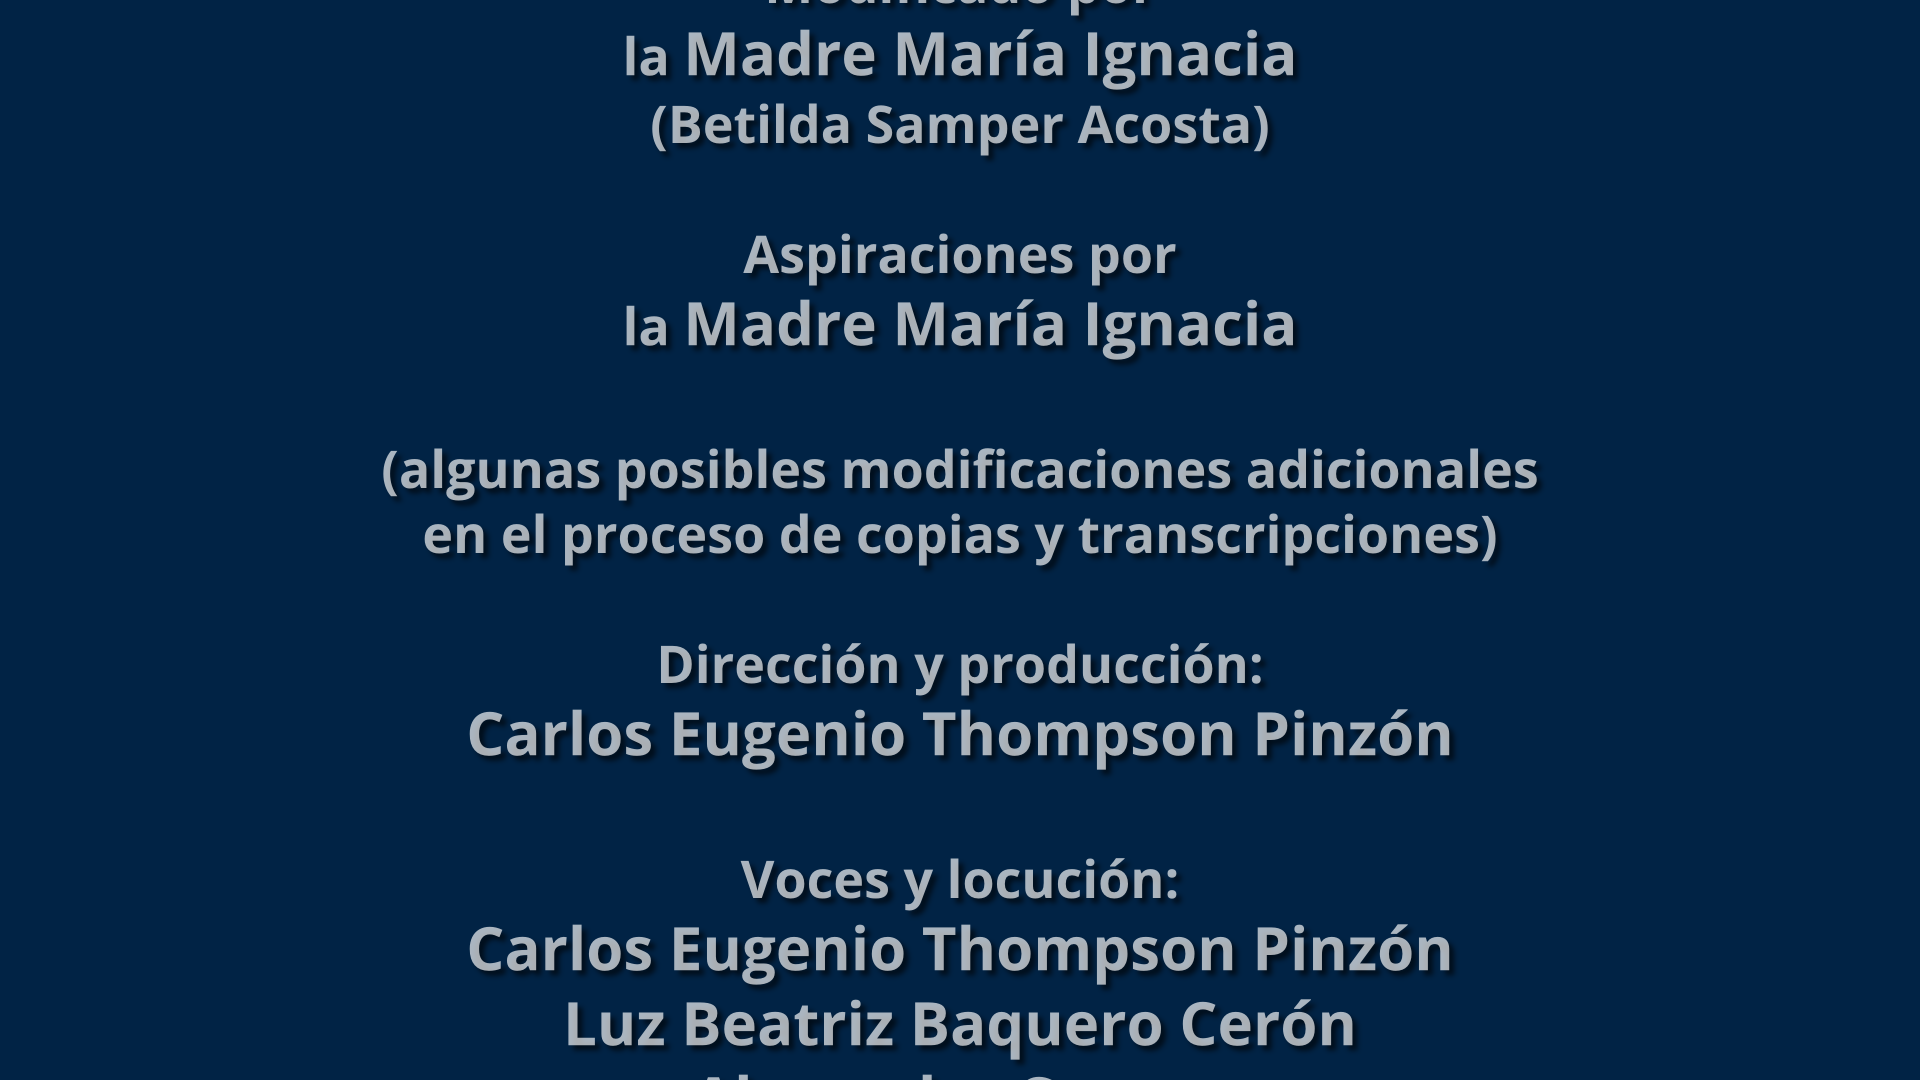 Modificado por
la Madre María Ignacia
(Betilda Samper Acosta)
Aspiraciones por
la Madre María Ignacia
(algunas posibles modificaciones adicionales
en el proceso de copias y transcripciones)
Dirección y producción:
Carlos Eugenio Thompson Pinzón
Voces y locución:
Carlos Eugenio Thompson Pinzón
Luz Beatriz Baquero Cerón